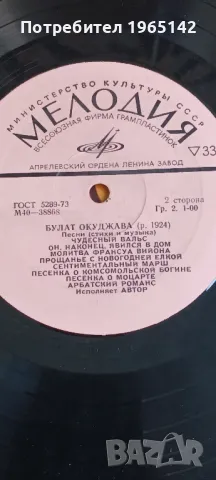 Потребител 1965142
МИНИСТЕРСТВО КУЛЬТУРЫ СССР
МЕЛОДИЯ
ВСЕСОЮЗНАЯ ФИРМА ГРАМПЛАСТИНОК
▽33
АПРЕЛЕВСКИЙ ОРДЕНА ЛЕНИНА ЗАВОД
ГОСТ 5289-73
М40-38868
2 сторона
Гр. 2. 1-00
БУЛАТ ОКУДЖАВА (р. 1924)
Песни (стихи и музыка)
ЧУДЕСНЫЙ ВАЛЬС
ОН, НАКОНЕЦ, ЯВИЛСЯ В ДОМ
МОЛИТВА ФРАНСУА ВИЙОНА
ПРОЩАНЬЕ С НОВОГОДНЕЙ ЕЛКОЙ
СЕНТИМЕНТАЛЬНЫЙ МАРШ
ПЕСЕНКА О КОМСОМОЛЬСКОЙ БОГИНЕ
ПЕСЕНКА О МОЦАРТЕ
АРБАТСКИЙ РОМАНС
Исполняет АВТОР
BAZAR